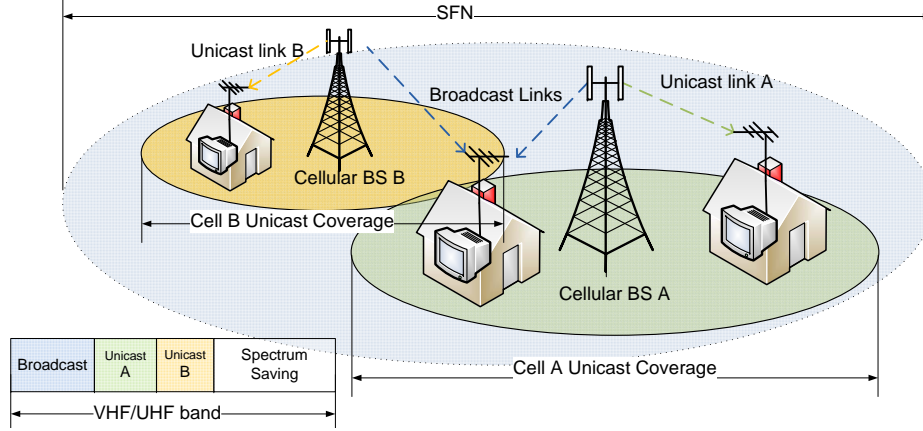 SFN
Unicast link B
Broadcast Links
Unicast link A
Cellular BS B
Cell B Unicast Coverage
Cellular BS A
Cell A Unicast Coverage
Broadcast
Unicast
A
Unicast
B
Spectrum
Saving
VHF/UHF band